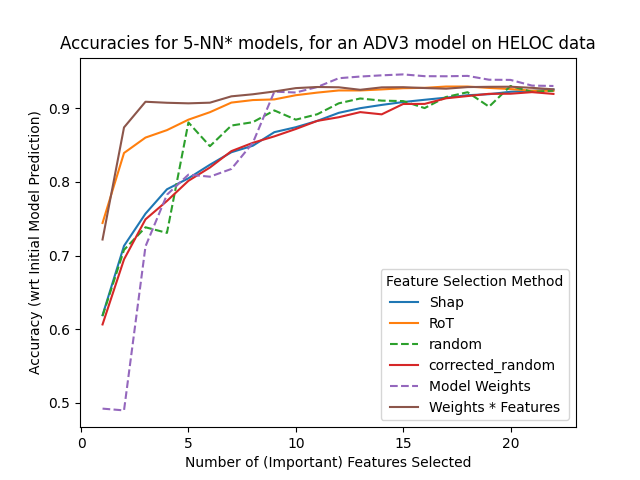 Accuracies for 5-NN* models, for an ADV3 model on HELOC data
Accuracy (wrt Initial Model Prediction)
0.9
0.8
0.7
0.6
0.5
Feature Selection Method
Shap
RoT
random
corrected_random
Model Weights
Weights * Features
0
5
10
15
20
Number of (Important) Features Selected